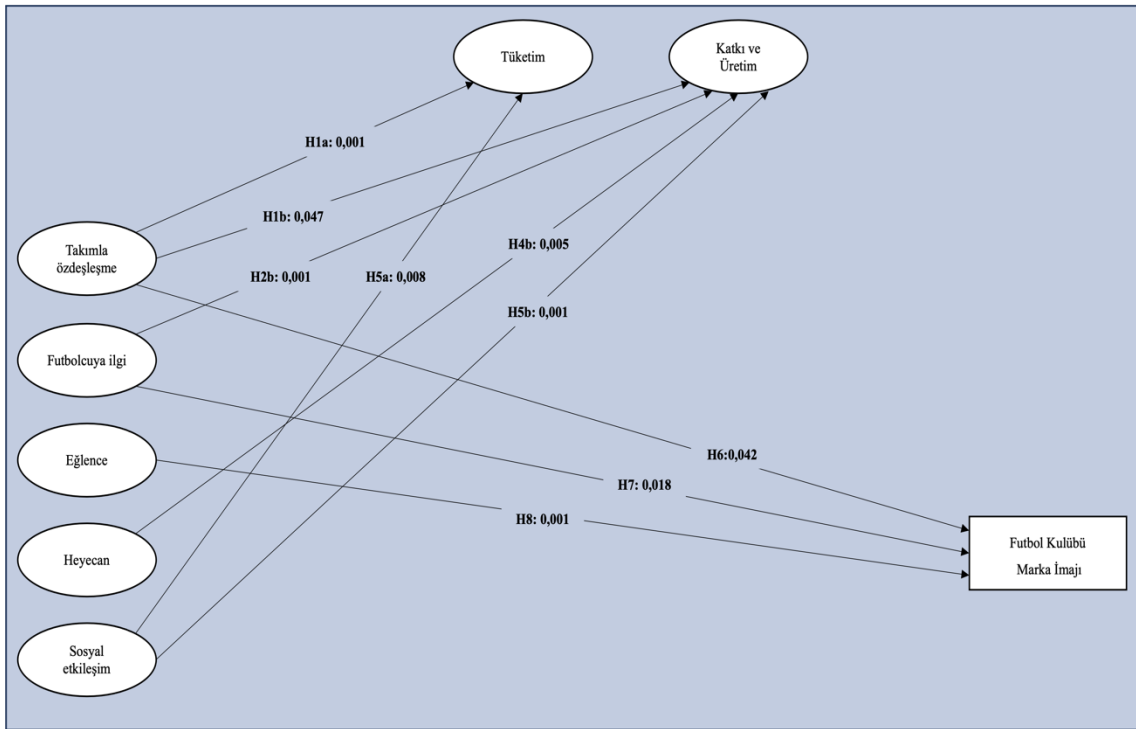 Tüketim
Katkı ve
Üretim
H1a: 0,001
H1b: 0,047
Takımla
özdeşleşme
H4b: 0,005
H2b: 0,001
H5a: 0,008
H5b: 0,001
Futbolcuya ilgi
Eğlence
H6:0,042
H7: 0,018
H8: 0,001
Heyecan
Futbol Kulübü
Marka İmajı
Sosyal
etkileşim